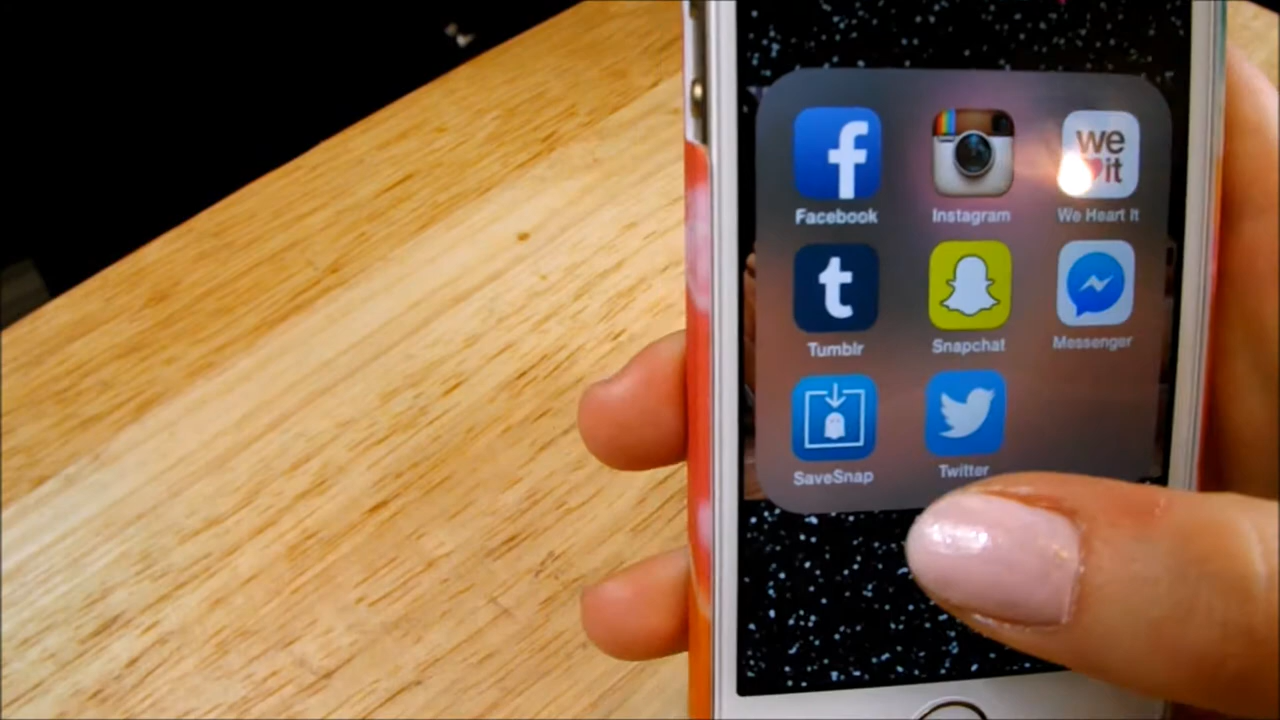 f
Facebook
Instagram
we
it
We Heart It
t
Tumblr
Snapchat
Messenger
SaveSnap
Twitter